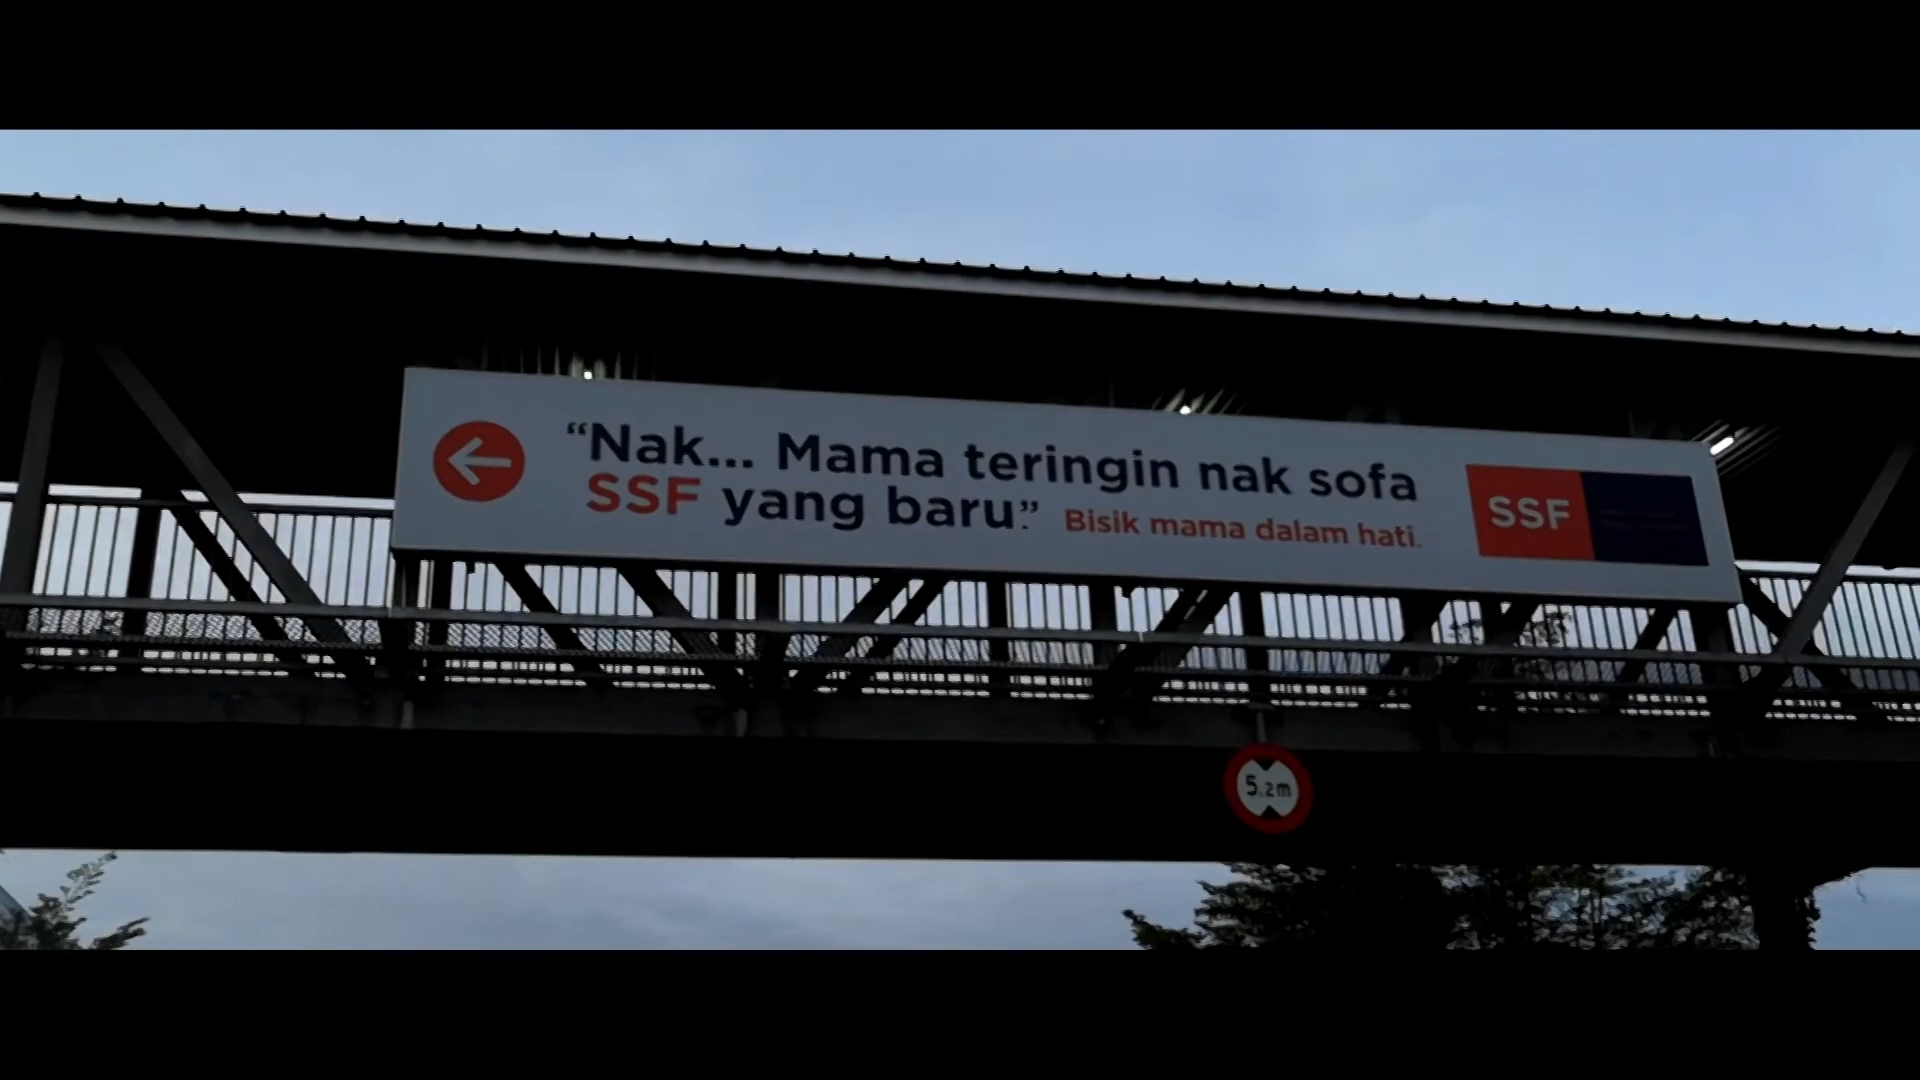 “Nak... Mama teringin nak sofa
SSF yang baru.” Bisik mama dalam hati.
SSF
5.2m